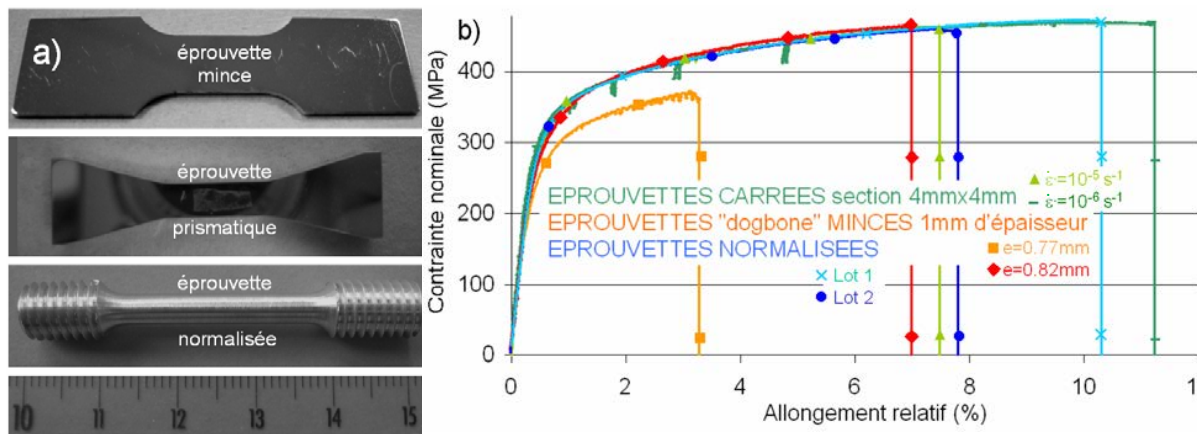 a)
éprouvette
mince
éprouvette
prismatique
éprouvette
normalisée
10 11 12 13 14 15
b)
Contrainte nominale (MPa)
400
300
200
100
0
EPROUVETTES CARREES section 4mmx4mm
ε̇=10⁻⁵ s⁻¹
ε̇=10⁻⁶ s⁻¹
EPROUVETTES "dogbone" MINCES 1mm d'épaisseur
EPROUVETTES NORMALISEES
e=0.77mm
e=0.82mm
Lot 1
Lot 2
0 2 4 6 8 10 12
Allongement relatif (%)